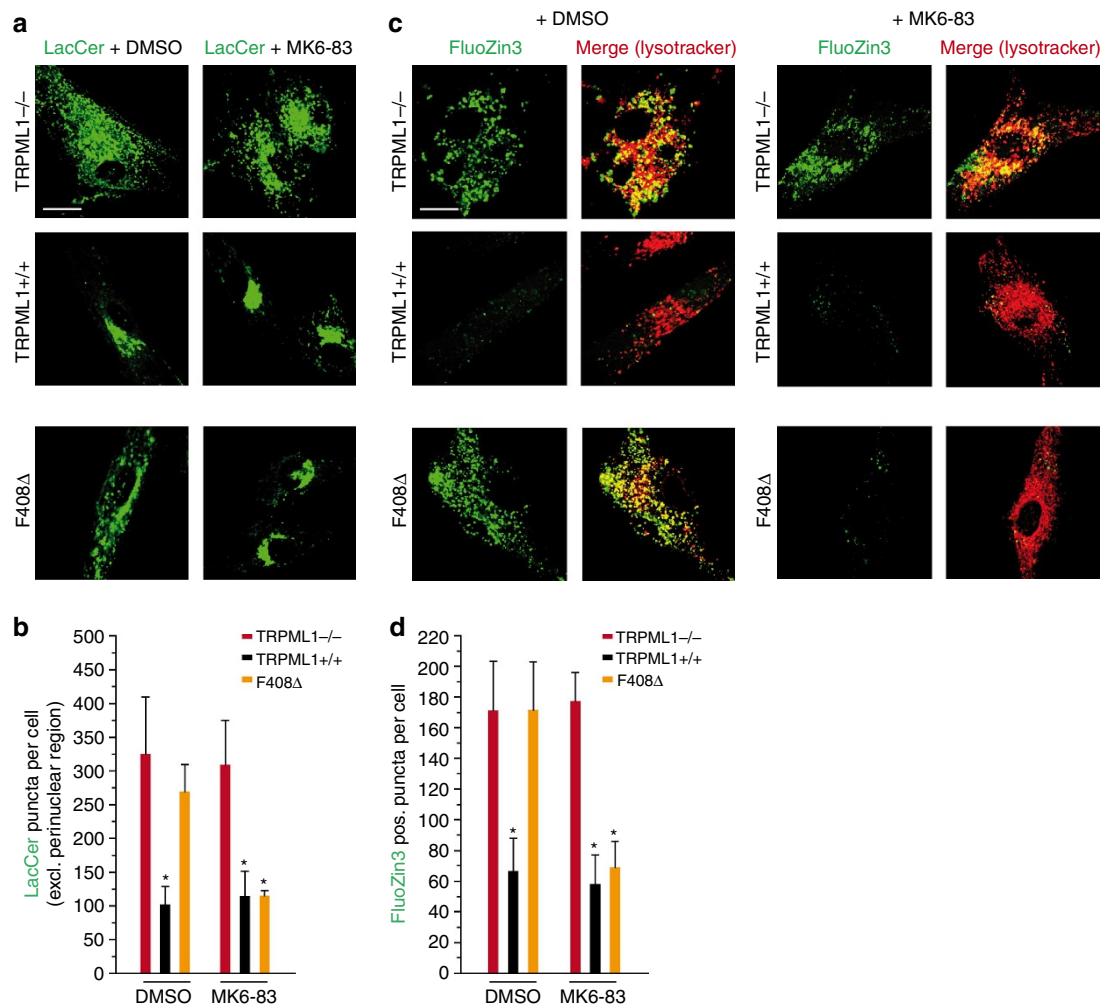 a
LacCer + DMSO
LacCer + MK6-83
TRPML1–/–
TRPML1+/+
F408Δ
c
+ DMSO
+ MK6-83
FluoZin3
Merge (lysotracker)
FluoZin3
Merge (lysotracker)
TRPML1–/–
TRPML1+/+
F408Δ
TRPML1–/–
TRPML1+/+
F408Δ
b
LacCer puncta per cell
(excl. perinuclear region)
500
450
400
350
300
250
200
150
100
75
50
25
0
TRPML1–/–
TRPML1+/+
F408Δ
*
*
*
DMSO
MK6-83
d
FluoZin3 pos. puncta per cell
220
200
180
160
140
120
100
80
60
40
20
0
TRPML1–/–
TRPML1+/+
F408Δ
*
*
*
DMSO
MK6-83